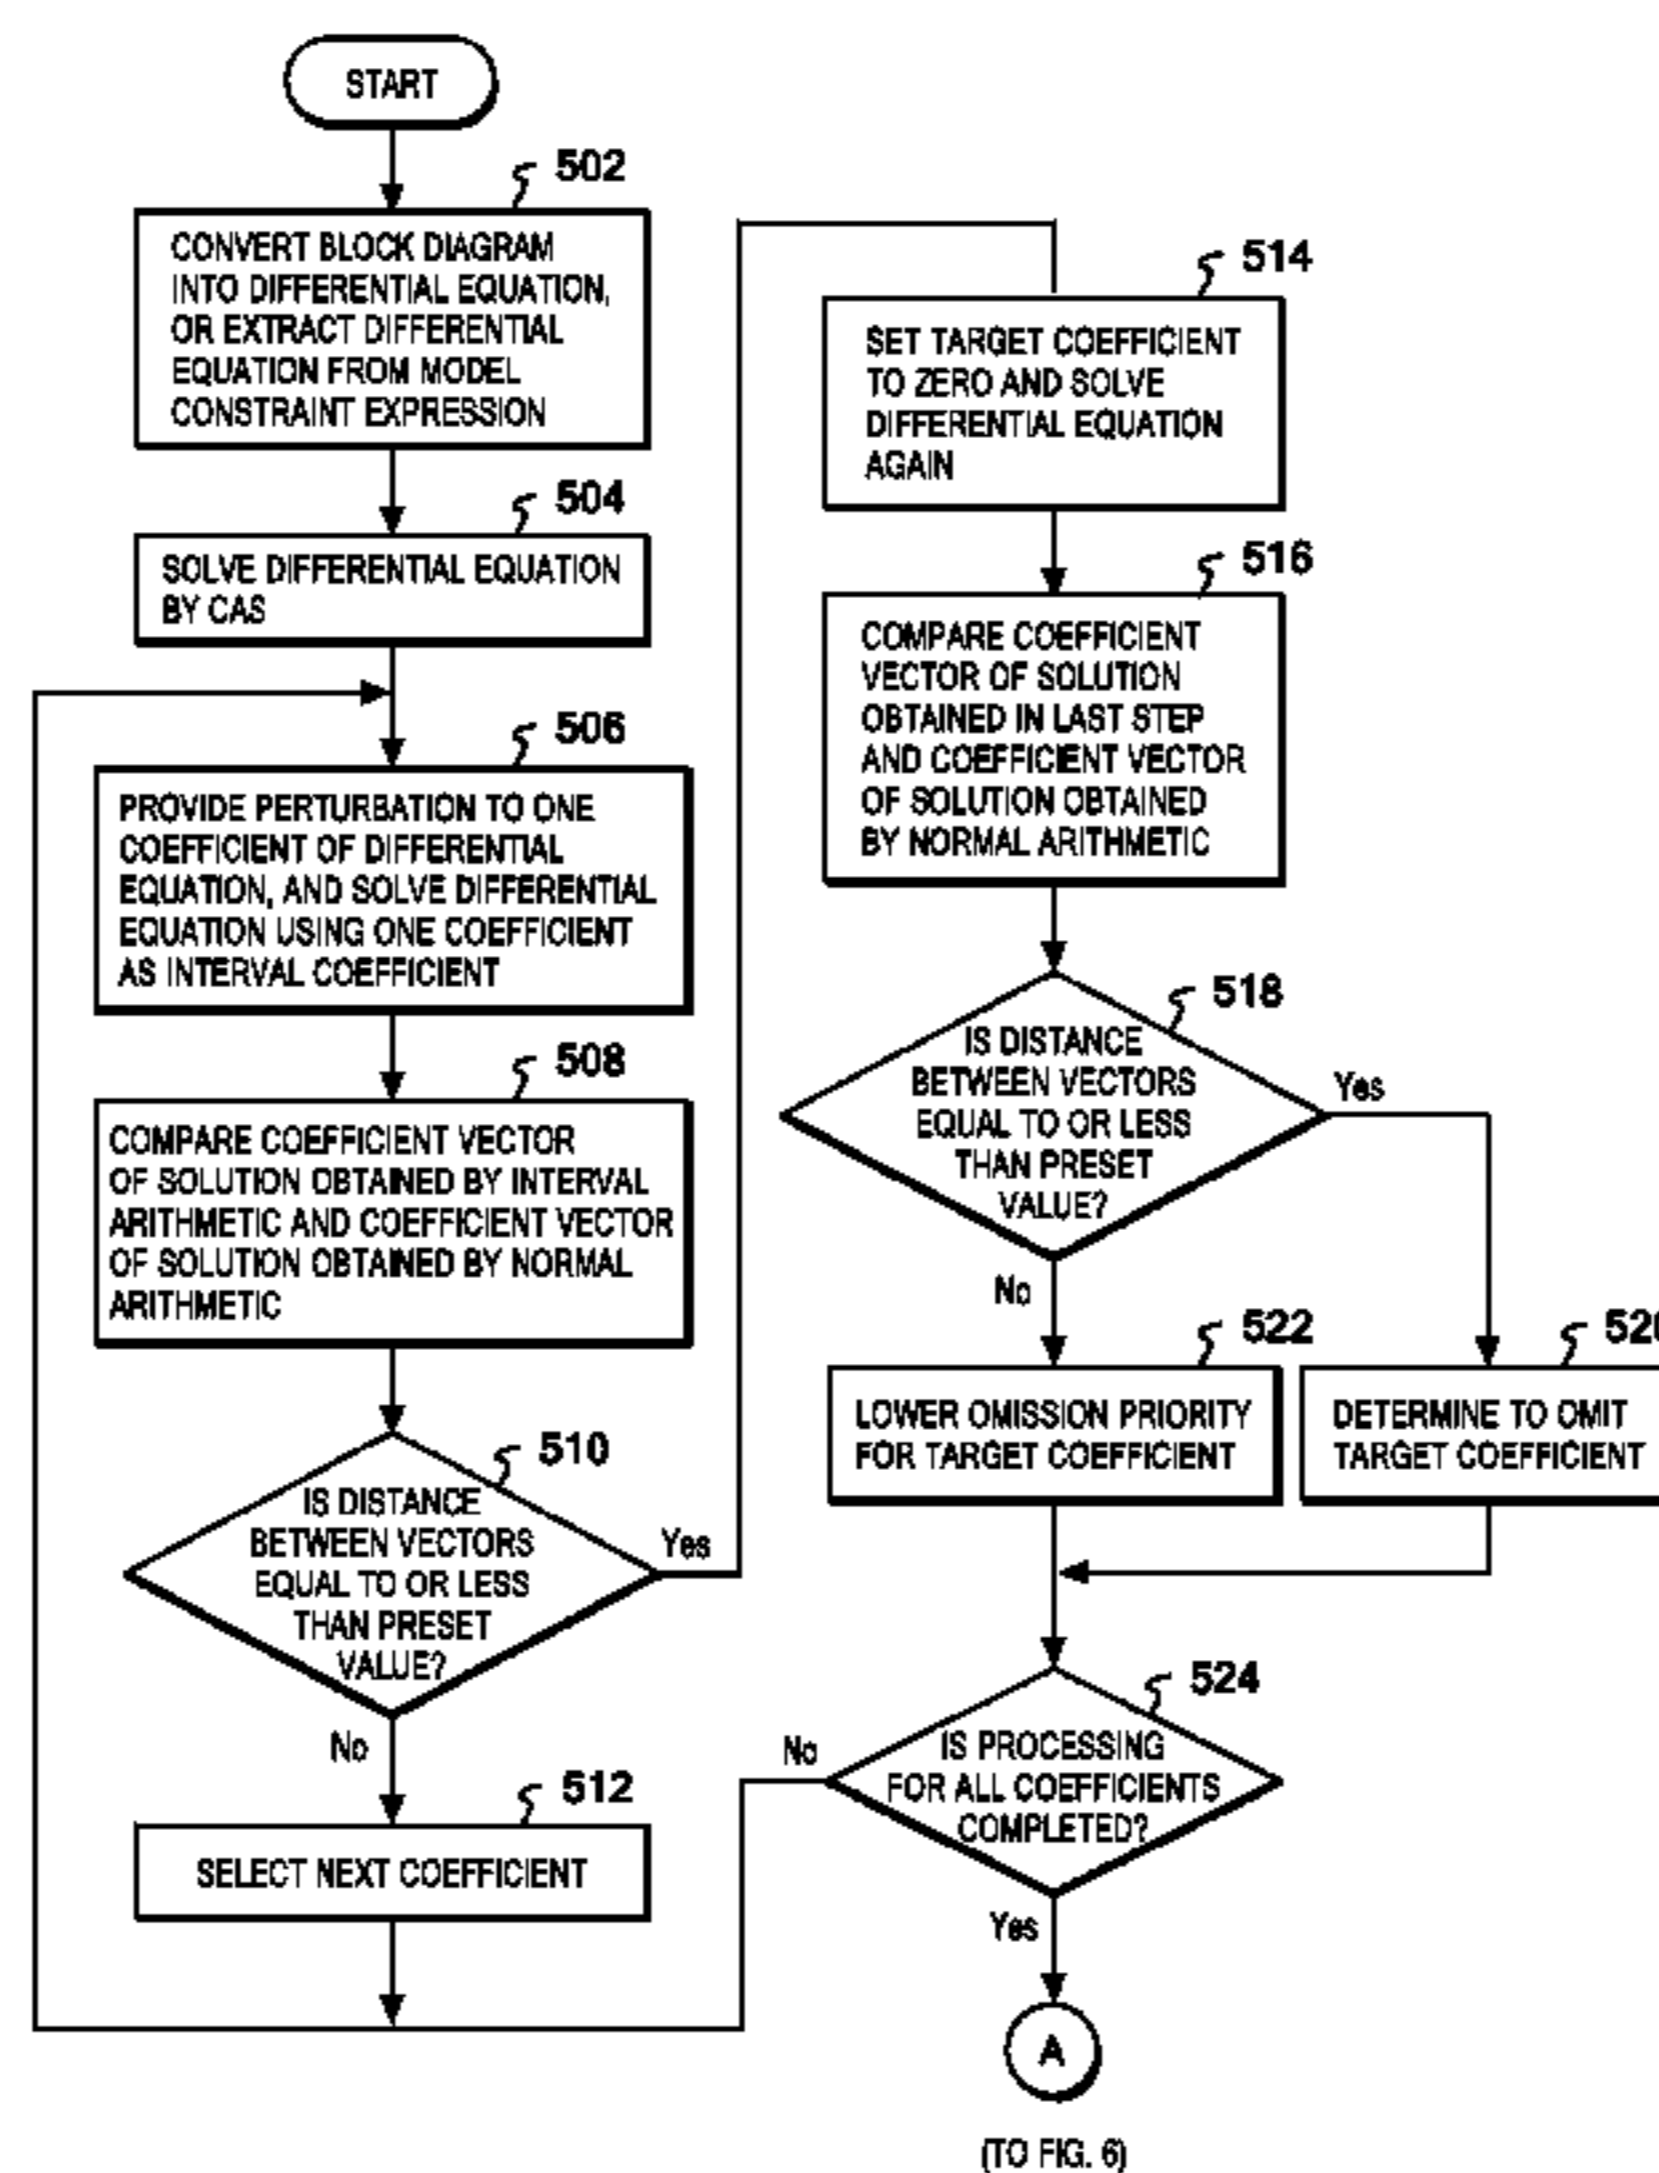 START
502
CONVERT BLOCK DIAGRAM
INTO DIFFERENTIAL EQUATION,
OR EXTRACT DIFFERENTIAL
EQUATION FROM MODEL
CONSTRAINT EXPRESSION
504
SOLVE DIFFERENTIAL EQUATION
BY CAS
506
PROVIDE PERTURBATION TO ONE
COEFFICIENT OF DIFFERENTIAL
EQUATION, AND SOLVE DIFFERENTIAL
EQUATION USING ONE COEFFICIENT
AS INTERVAL COEFFICIENT
508
COMPARE COEFFICIENT VECTOR
OF SOLUTION OBTAINED BY INTERVAL
ARITHMETIC AND COEFFICIENT VECTOR
OF SOLUTION OBTAINED BY NORMAL
ARITHMETIC
510
IS DISTANCE
BETWEEN VECTORS
EQUAL TO OR LESS
THAN PRESET
VALUE?
Yes
No
512
SELECT NEXT COEFFICIENT
514
SET TARGET COEFFICIENT
TO ZERO AND SOLVE
DIFFERENTIAL EQUATION
AGAIN
516
COMPARE COEFFICIENT
VECTOR OF SOLUTION
OBTAINED IN LAST STEP
AND COEFFICIENT VECTOR
OF SOLUTION OBTAINED
BY NORMAL ARITHMETIC
518
IS DISTANCE
BETWEEN VECTORS
EQUAL TO OR LESS
THAN PRESET
VALUE?
Yes
No
522
LOWER OMISSION PRIORITY
FOR TARGET COEFFICIENT
520
DETERMINE TO OMIT
TARGET COEFFICIENT
524
IS PROCESSING
FOR ALL COEFFICIENTS
COMPLETED?
No
Yes
A
(TO FIG. 6)